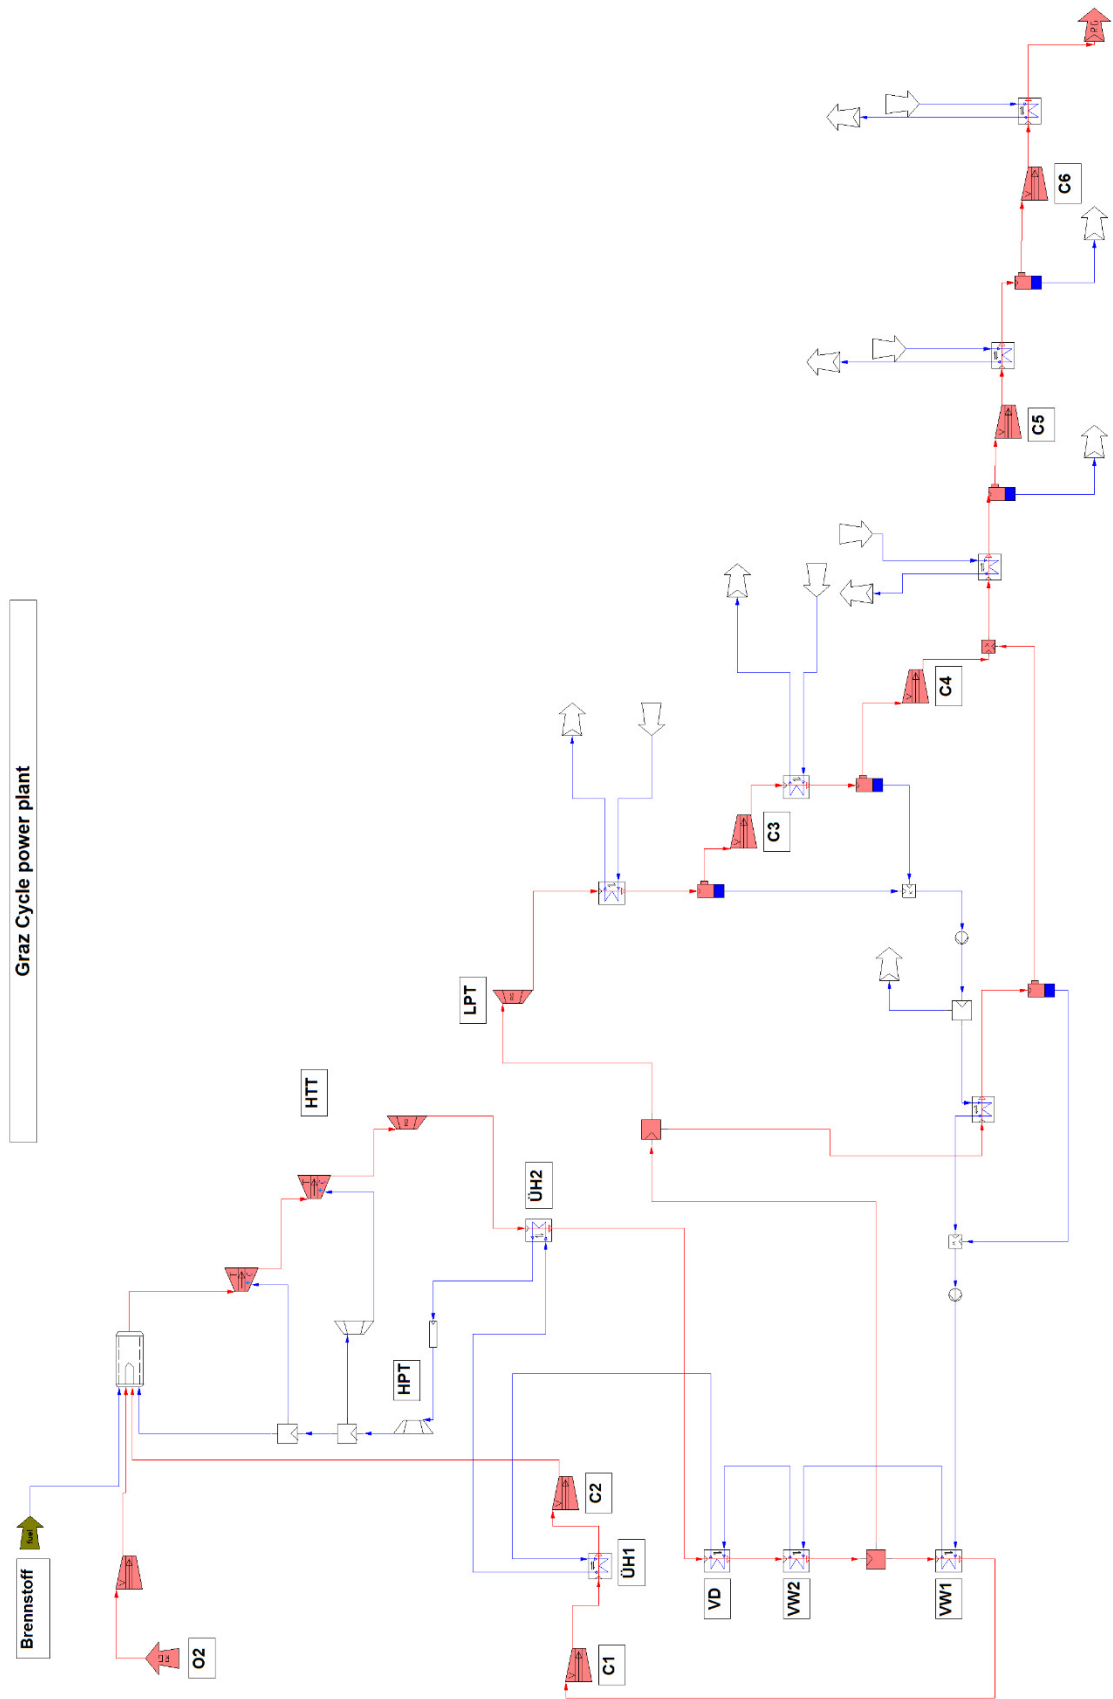 Graz Cycle power plant
Brennstoff
fuel
O2
HTT
HPT
ÜH2
C2
ÜH1
C1
VD
VW2
VW1
LPT
C3
C4
C5
C6